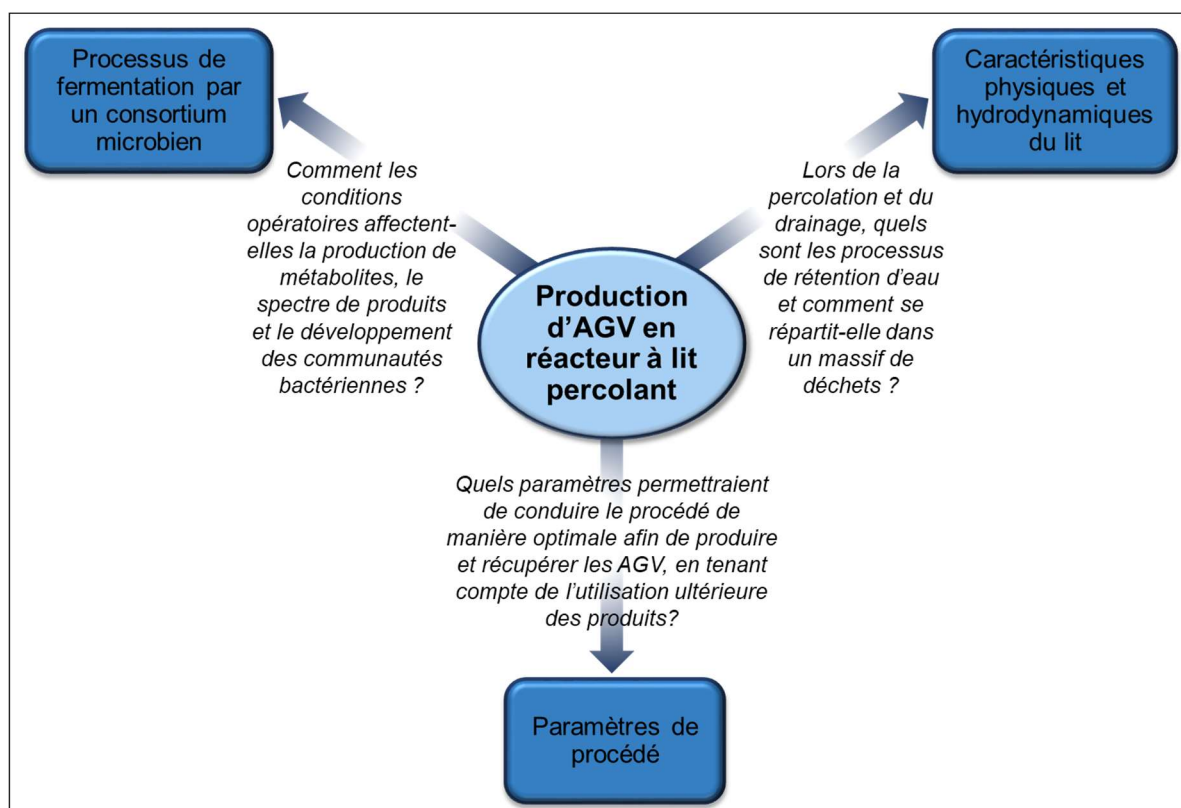 Processus de
fermentation par
un consortium
microbien
Caractéristiques
physiques et
hydrodynamiques
du lit
Comment les
conditions
opératoires affectent-
elles la production de
métabolites, le
spectre de produits
et le développement
des communautés
bactériennes ?
Lors de la
percolation et du
drainage, quels
sont les processus
de rétention d’eau
et comment se
répartit-elle dans
un massif de
déchets ?
Production
d’AGV en
réacteur à lit
percolant
Quels paramètres permettraient
de conduire le procédé de
manière optimale afin de produire
et récupérer les AGV, en tenant
compte de l’utilisation ultérieure
des produits?
Paramètres de
procédé